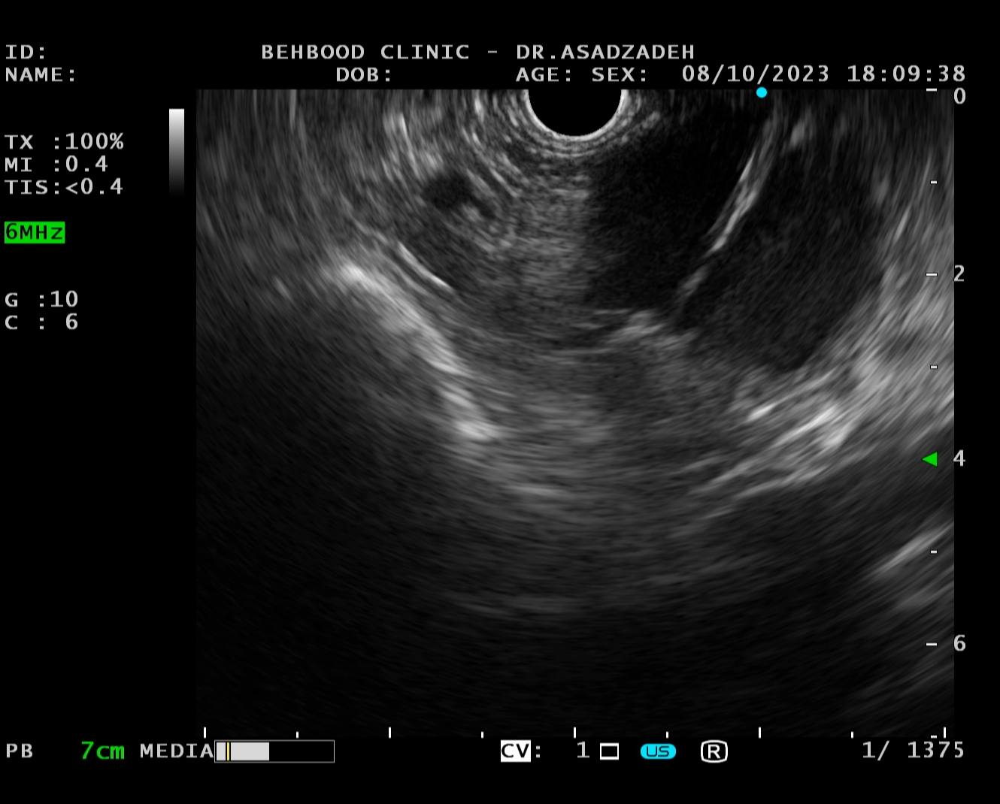 ID: BEHBOOD CLINIC - DR.ASADZADEH
NAME: DOB: AGE: SEX: 08/10/2023 18:09:38
0
TX :100%
MI :0.4
TIS:<0.4
6MHz
2
G :10
C : 6
4
6
PB 7cm MEDIA CV: 1 US R 1/ 1375